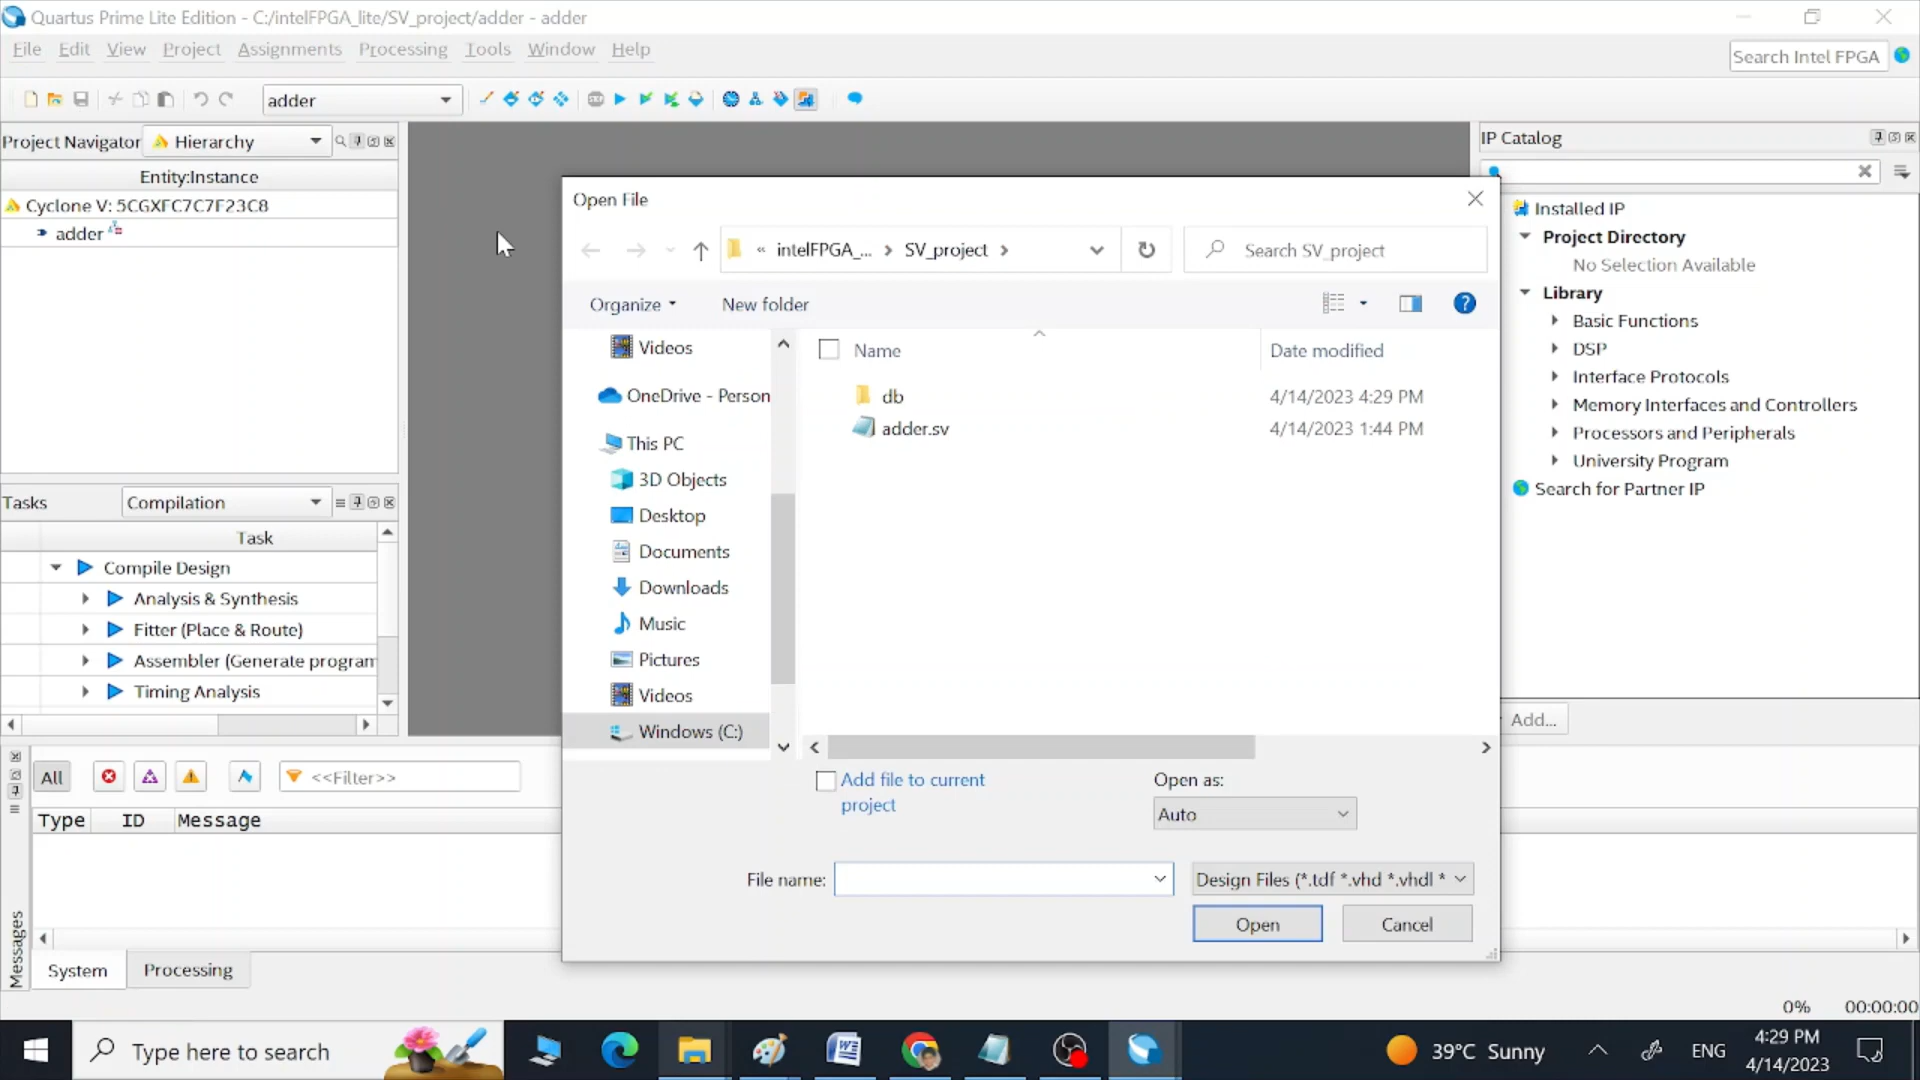 Quartus Prime Lite Edition - C:/intelFPGA_lite/SV_project/adder - adder
File Edit View Project Assignments Processing Tools Window Help
Search Intel FPGA
adder
Project Navigator Hierarchy
Entity:Instance
Cyclone V: 5CGXFC7C7F23C8
adder
Tasks Compilation
Task
Compile Design
Analysis & Synthesis
Fitter (Place & Route)
Assembler (Generate program
Timing Analysis
Open File
« intelFPGA_... > SV_project >
Search SV_project
Organize New folder
Videos
OneDrive - Person
This PC
3D Objects
Desktop
Documents
Downloads
Music
Pictures
Videos
Windows (C:)
Name Date modified
db 4/14/2023 4:29 PM
adder.sv 4/14/2023 1:44 PM
Add file to current
project
Open as:
Auto
File name:
Design Files (*.tdf *.vhd *.vhdl *
Open Cancel
IP Catalog
Installed IP
Project Directory
No Selection Available
Library
Basic Functions
DSP
Interface Protocols
Memory Interfaces and Controllers
Processors and Peripherals
University Program
Search for Partner IP
Add...
All <<Filter>>
Type ID Message
Messages
System Processing
0% 00:00:00
Type here to search
39°C Sunny
ENG
4:29 PM
4/14/2023